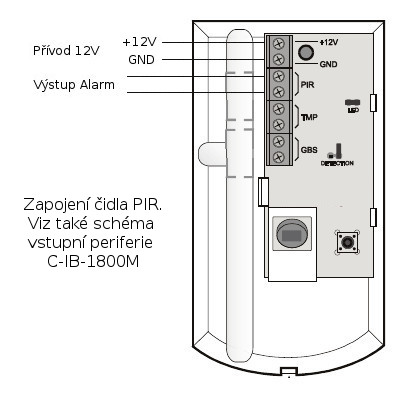 Přívod 12V
+12V
GND
Výstup Alarm
+12V
GND
PIR
TMP
GBS
LED
DETECTION
Zapojení čidla PIR.
Viz také schéma
vstupní periferie
C-IB-1800M